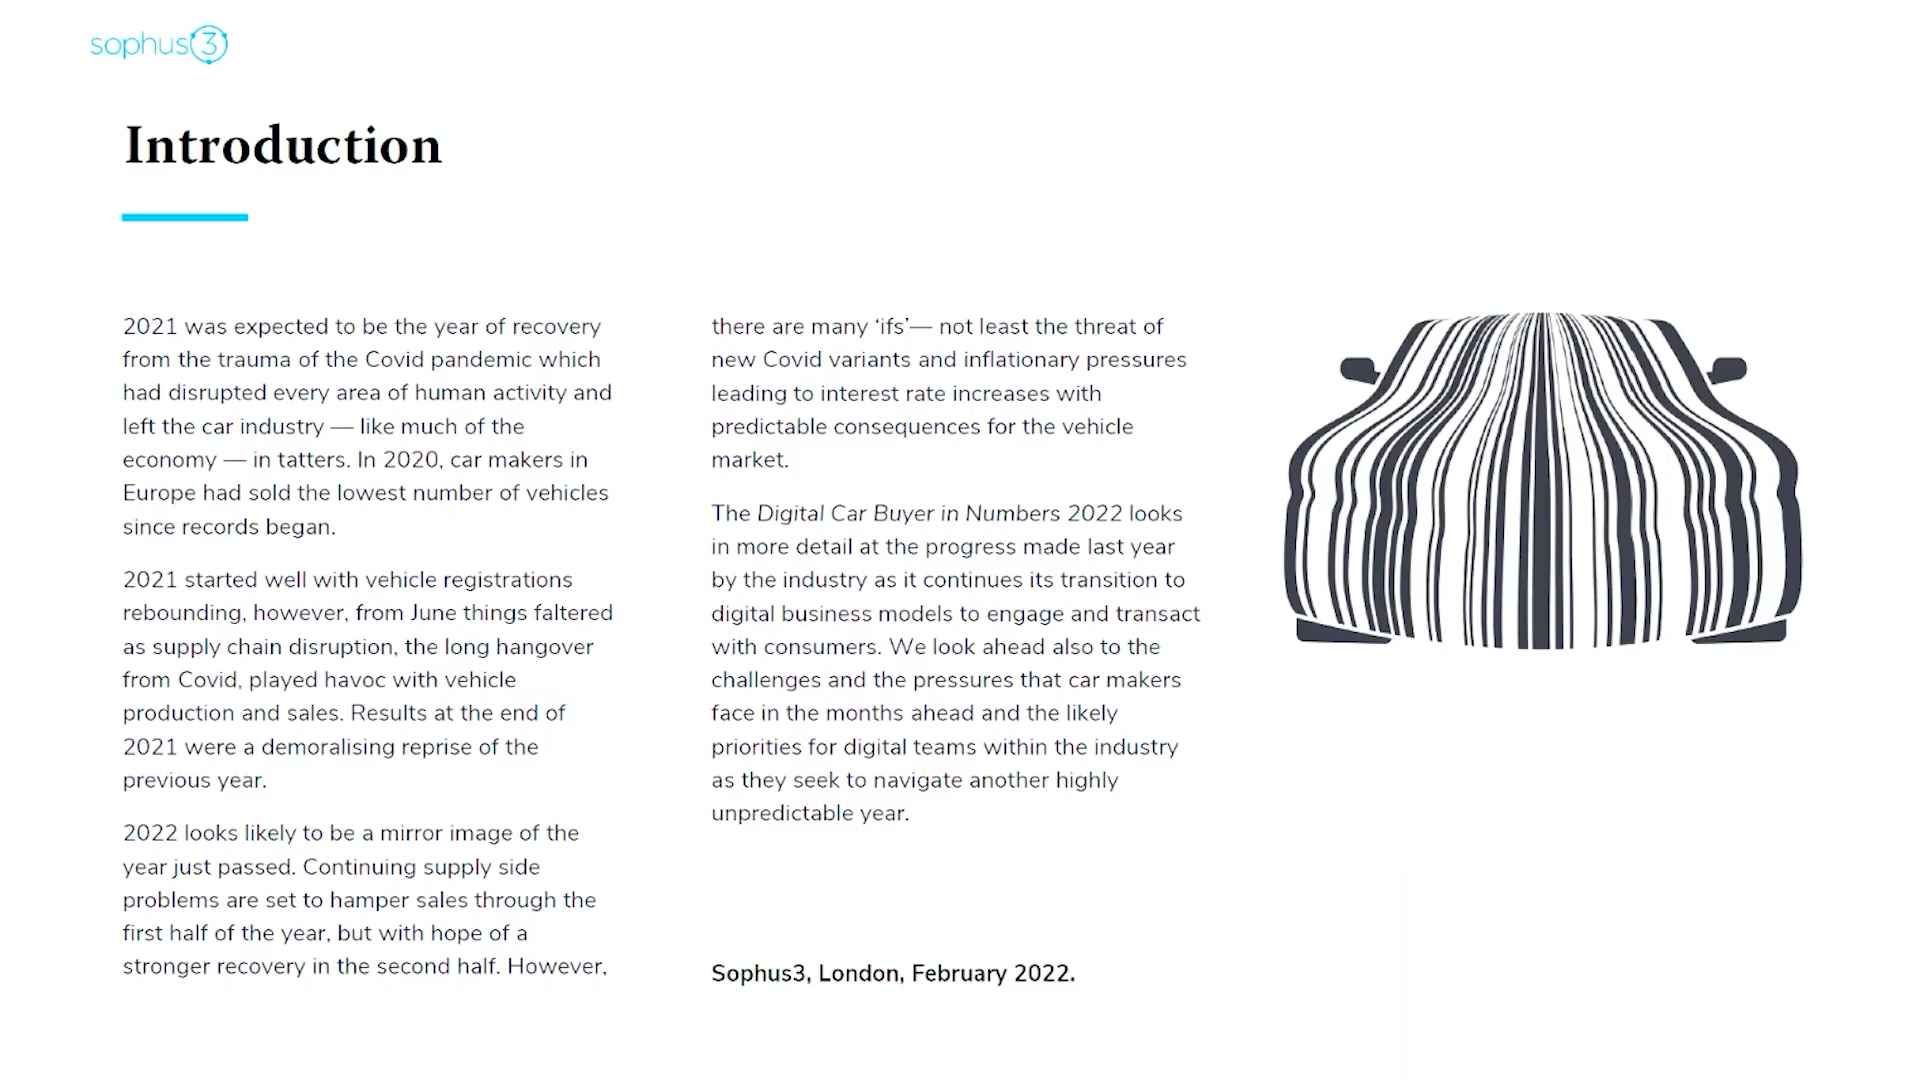 sophus3
Introduction
2021 was expected to be the year of recovery
from the trauma of the Covid pandemic which
had disrupted every area of human activity and
left the car industry — like much of the
economy — in tatters. In 2020, car makers in
Europe had sold the lowest number of vehicles
since records began.
2021 started well with vehicle registrations
rebounding, however, from June things faltered
as supply chain disruption, the long hangover
from Covid, played havoc with vehicle
production and sales. Results at the end of
2021 were a demoralising reprise of the
previous year.
2022 looks likely to be a mirror image of the
year just passed. Continuing supply side
problems are set to hamper sales through the
first half of the year, but with hope of a
stronger recovery in the second half. However,
there are many ‘ifs’— not least the threat of
new Covid variants and inflationary pressures
leading to interest rate increases with
predictable consequences for the vehicle
market.
The Digital Car Buyer in Numbers 2022 looks
in more detail at the progress made last year
by the industry as it continues its transition to
digital business models to engage and transact
with consumers. We look ahead also to the
challenges and the pressures that car makers
face in the months ahead and the likely
priorities for digital teams within the industry
as they seek to navigate another highly
unpredictable year.
Sophus3, London, February 2022.